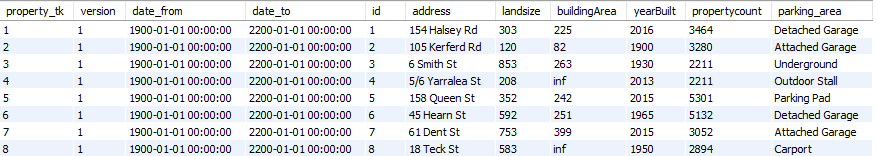 property_tk version date_from date_to id address landsize buildingArea yearBuilt propertycount parking_area
1 1 1900-01-01 00:00:00 2200-01-01 00:00:00 1 154 Halsey Rd 303 225 2016 3464 Detached Garage
2 1 1900-01-01 00:00:00 2200-01-01 00:00:00 2 105 Kerferd Rd 120 82 1900 3280 Attached Garage
3 1 1900-01-01 00:00:00 2200-01-01 00:00:00 3 6 Smith St 853 263 1930 2211 Underground
4 1 1900-01-01 00:00:00 2200-01-01 00:00:00 4 5/6 Yarralea St 208 inf 2013 2211 Outdoor Stall
5 1 1900-01-01 00:00:00 2200-01-01 00:00:00 5 158 Queen St 352 242 2015 5301 Parking Pad
6 1 1900-01-01 00:00:00 2200-01-01 00:00:00 6 45 Hearn St 592 251 1965 5132 Detached Garage
7 1 1900-01-01 00:00:00 2200-01-01 00:00:00 7 61 Dent St 753 399 2015 3052 Attached Garage
8 1 1900-01-01 00:00:00 2200-01-01 00:00:00 8 18 Teck St 583 inf 1950 2894 Carport